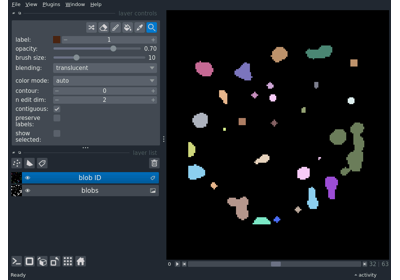 File View Plugins Window Help
layer controls
label: 1
opacity: 0.70
brush size: 10
blending: translucent
color mode: auto
contour: 0
n edit dim: 2
contiguous:
preserve
labels:
show
selected:
layer list
blob ID
blobs
32 63
Ready
activity